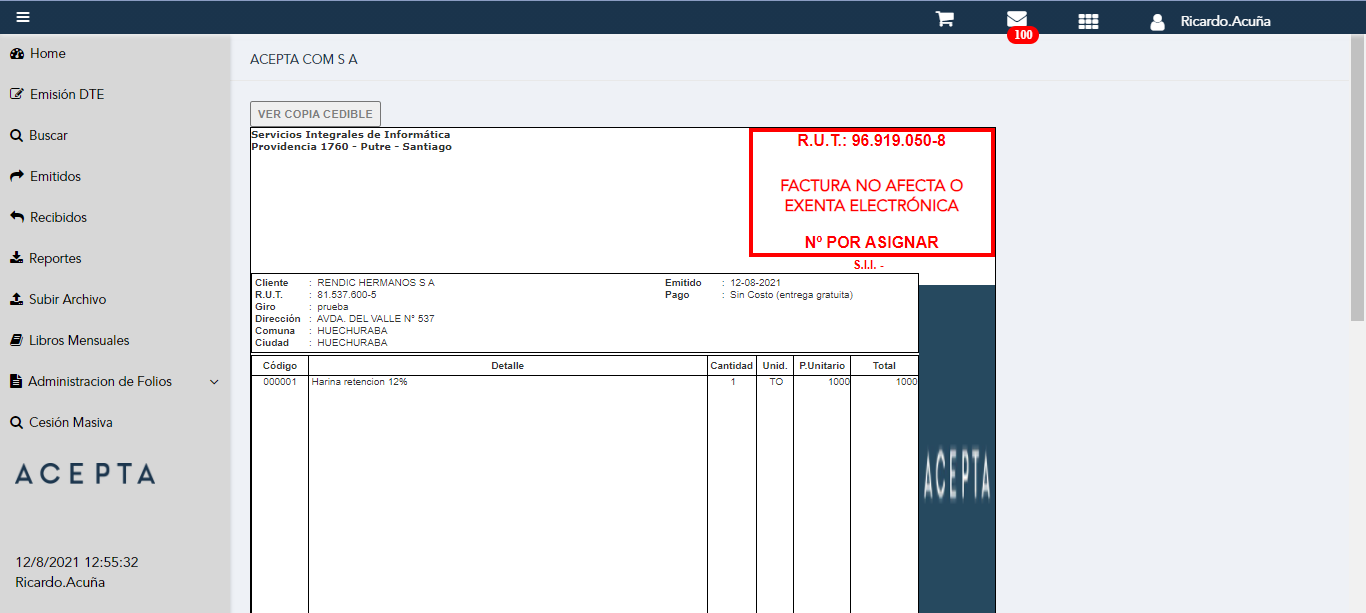 Ricardo.Acuña
100
Home
Emisión DTE
Buscar
Emitidos
Recibidos
Reportes
Subir Archivo
Libros Mensuales
Administracion de Folios
Cesión Masiva
ACEPTA
12/8/2021 12:55:32
Ricardo.Acuña
ACEPTA COM S A
VER COPIA CEDIBLE
Servicios Integrales de Informática
Providencia 1760 - Putre - Santiago
R.U.T.: 96.919.050-8
FACTURA NO AFECTA O
EXENTA ELECTRÓNICA
Nº POR ASIGNAR
S.I.I. -
Cliente : RENDIC HERMANOS S A Emitido : 12-08-2021
R.U.T. : 81.537.600-5 Pago : Sin Costo (entrega gratuita)
Giro : prueba
Dirección : AVDA. DEL VALLE N° 537
Comuna : HUECHURABA
Ciudad : HUECHURABA
Código Detalle Cantidad Unid. P.Unitario Total
000001 Harina retencion 12% 1 TO 1000 1000
ACEPTA